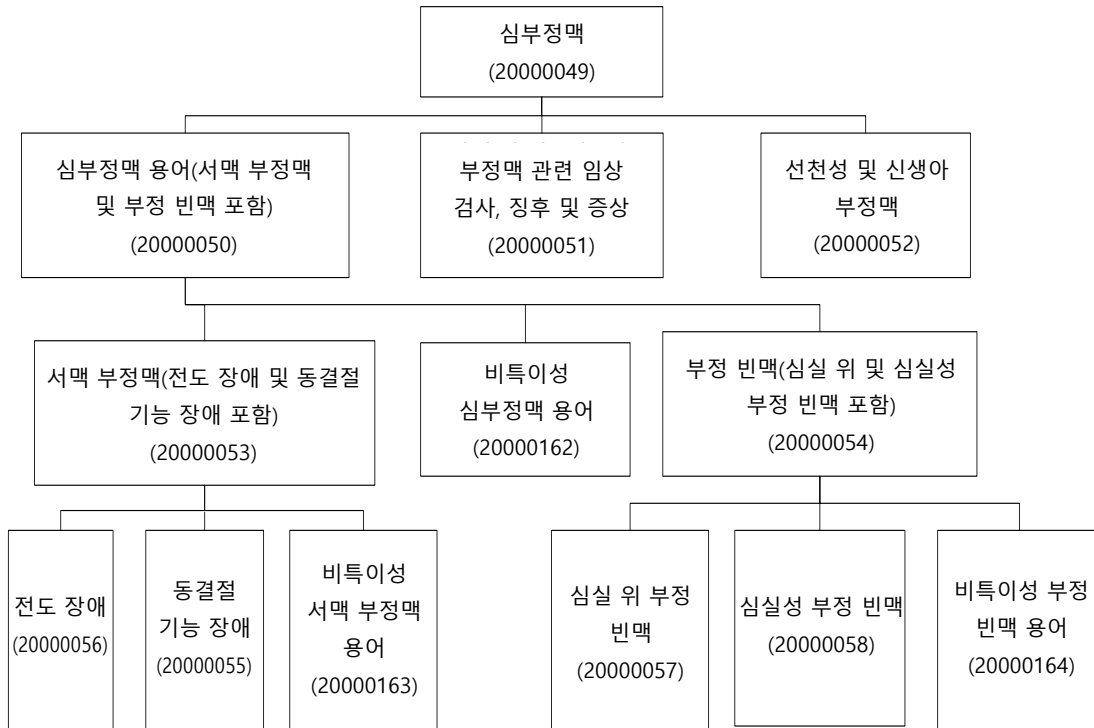 심부정맥
(20000049)
심부정맥 용어(서맥 부정맥
및 부정 빈맥 포함)
(20000050)
부정맥 관련 임상
검사, 징후 및 증상
(20000051)
선천성 및 신생아
부정맥
(20000052)
서맥 부정맥(전도 장애 및 동결절
기능 장애 포함)
(20000053)
비특이성
심부정맥 용어
(20000162)
부정 빈맥(심실 위 및 심실성
부정 빈맥 포함)
(20000054)
전도 장애
(20000056)
동결절
기능 장애
(20000055)
비특이성
서맥 부정맥
용어
(20000163)
심실 위 부정
빈맥
(20000057)
심실성 부정 빈맥
(20000058)
비특이성 부정
빈맥 용어
(20000164)